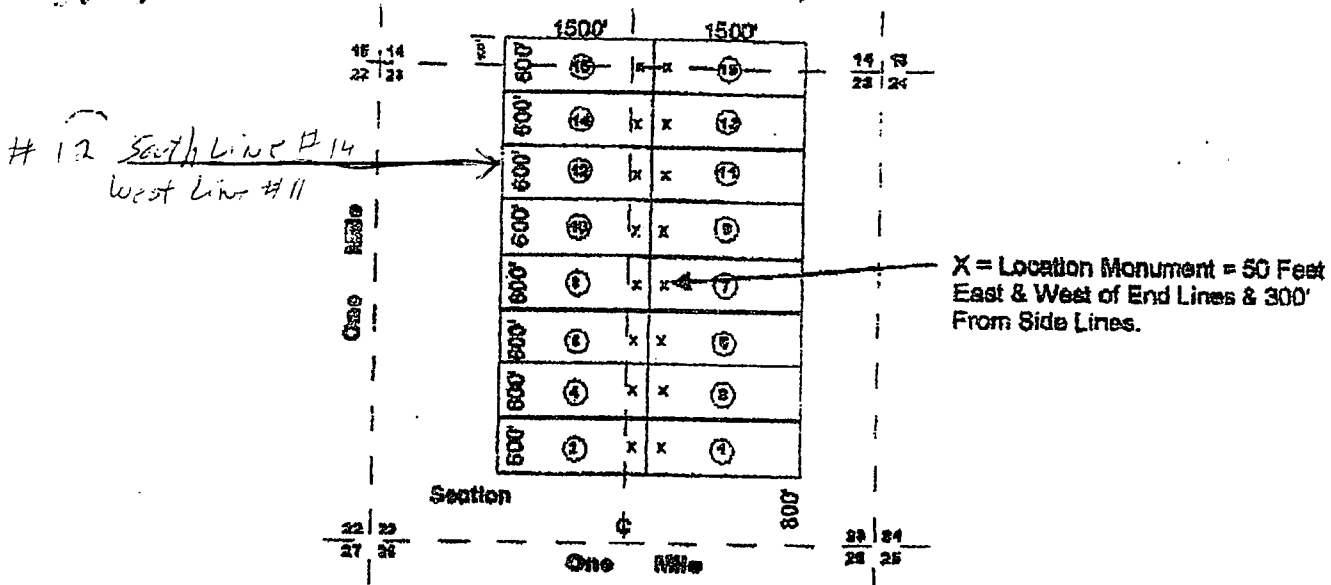 1500' 1500'
15 14
22 23
14 13
23 24
600' 16 x x 15
600' 14 x x 13
# 12 South Line # 14
West Line # 11
600' 12 x x 11
600' 10 x x 9
One Mile
600' 8 x x 7
X = Location Monument = 50 Feet
East & West of End Lines & 300'
From Side Lines.
600' 6 x x 5
600' 4 x x 3
600' 2 x x 1
Section
800'
22 23
27 26
₵
23 24
26 25
One Mile